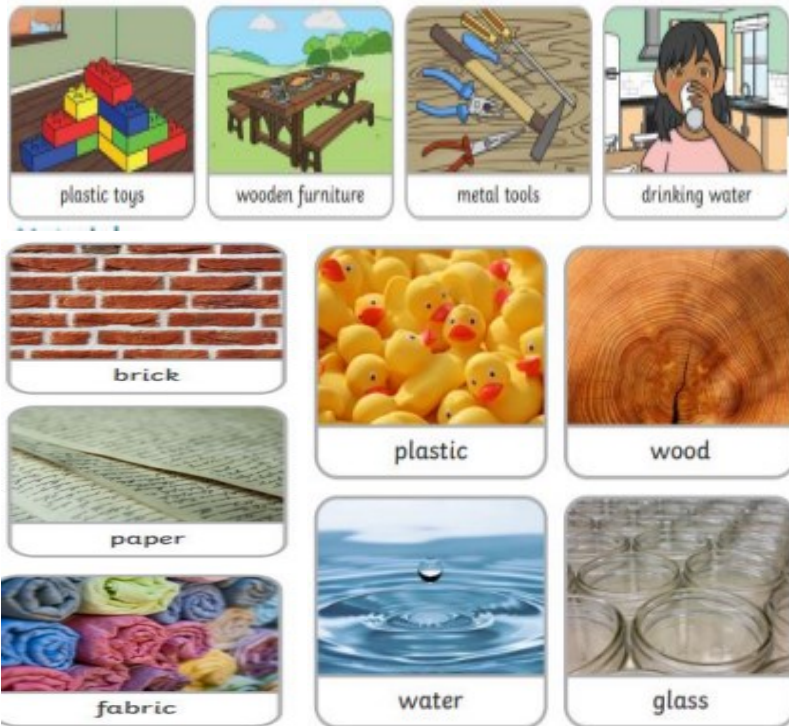 plastic toys
wooden furniture
metal tools
drinking water
brick
paper
fabric
plastic
wood
water
glass